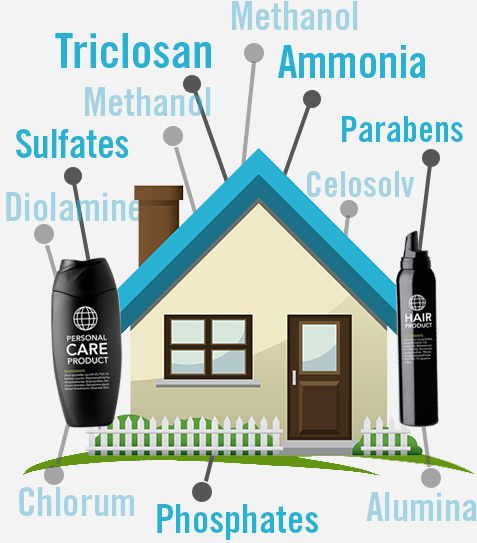 Methanol
Triclosan
Ammonia
Methanol
Parabens
Sulfates
Celosolv
Diolamine
PERSONAL
CARE
PRODUCT
HAIR
PRODUCT
Chlorum
Phosphates
Alumina